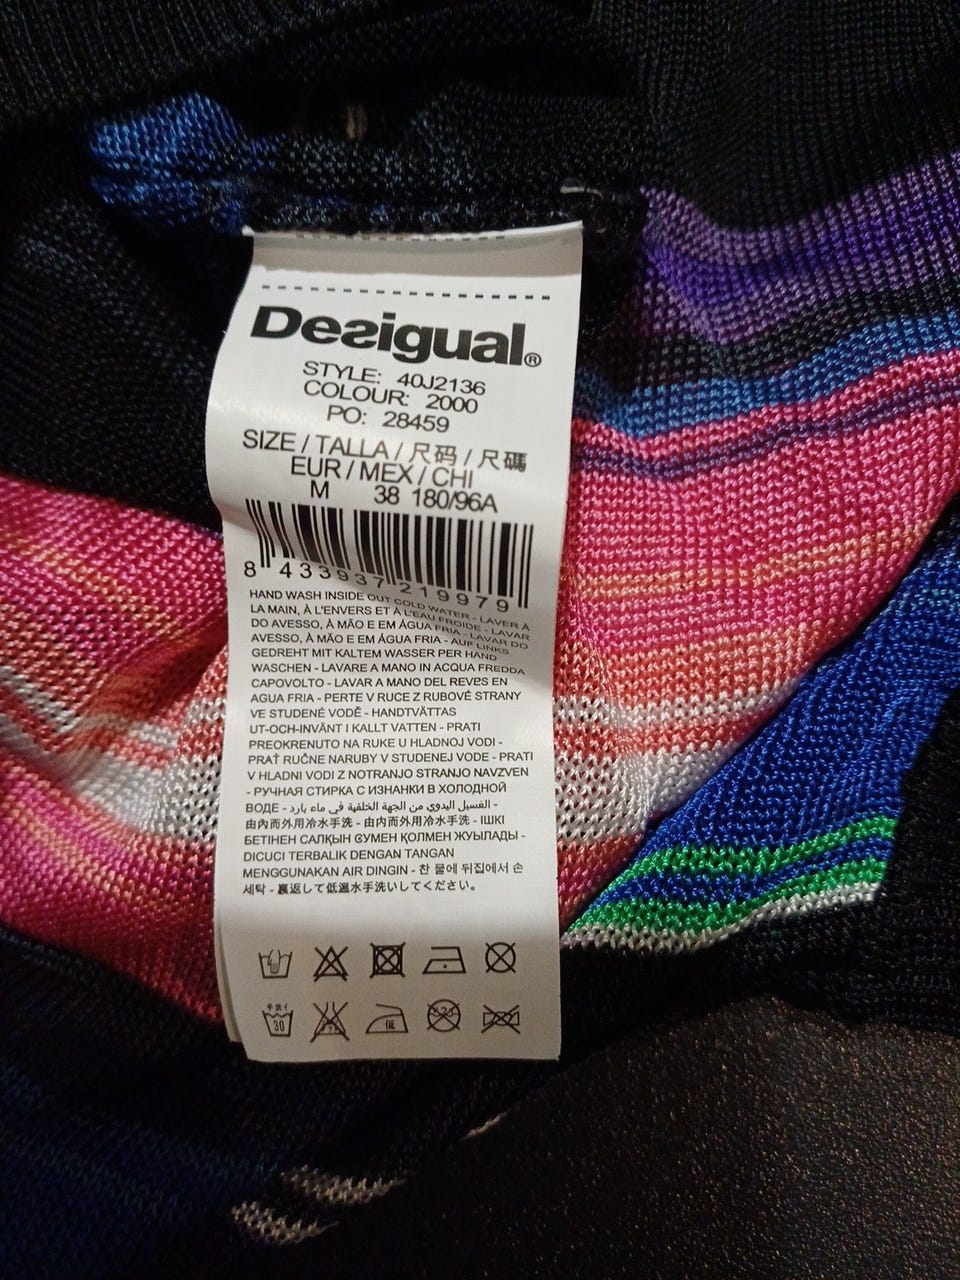 Desigual®
STYLE: 40J2136
COLOUR: 2000
PO: 28459
SIZE / TALLA / 尺码 / 尺碼
EUR / MEX / CHI
M 38 180/96A
8 433937 219979
HAND WASH INSIDE OUT COLD WATER - LAVER À
LA MAIN, À L'ENVERS ET À L'EAU FROIDE - LAVAR
DO AVESSO, À MÃO E EM ÁGUA FRIA - LAVAR DO
AVESSO, À MÃO E EM ÁGUA FRIA - AUF LINKS
GEDREHT MIT KALTEM WASSER PER HAND
WASCHEN - LAVARE A MANO IN ACQUA FREDDA
CAPOVOLTO - LAVAR A MANO DEL REVES EN
AGUA FRIA - PERTE V RUCE Z RUBOVÉ STRANY
VE STUDENÉ VODĚ - HANDTVÄTTAS
UT-OCH-INVÄNT I KALLT VATTEN - PRATI
PREOKRENUTO NA RUKE U HLADNOJ VODI -
PRAŤ RUČNE NARUBY V STUDENEJ VODE - PRATI
V HLADNI VODI Z NOTRANJO STRANJO NAVZVEN
- РУЧНАЯ СТИРКА С ИЗНАНКИ В ХОЛОДНОЙ
ВОДЕ - الغسيل اليدوي من الجهة الخلفية في ماء بارد -
由内而外用冷水手洗 - 由內而外用冷水手洗 - ІШКІ
БЕТІНЕН САЛҚЫН СУМЕН ҚОЛМЕН ЖУЫЛАДЫ -
DICUCI TERBALIK DENGAN TANGAN
MENGGUNAKAN AIR DINGIN - 찬 물에 뒤집에서 손
세탁 - 裏返して低温水手洗いしてください。
手洗イ
30
低